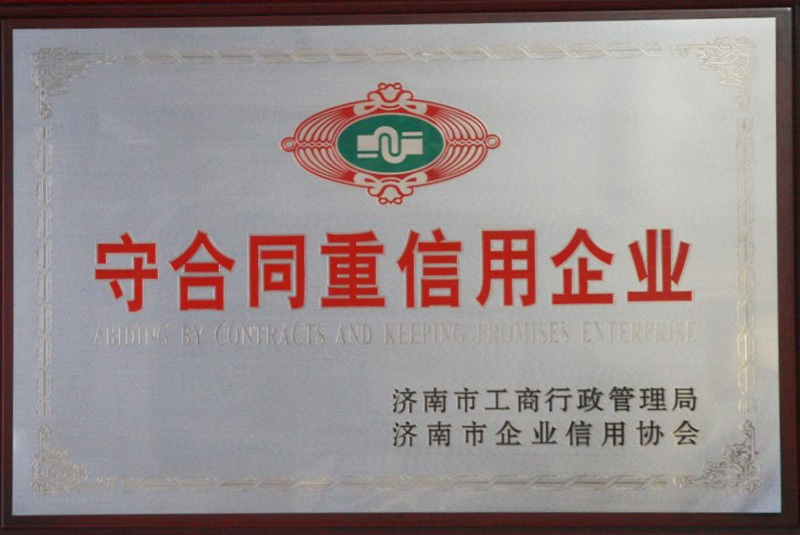 守合同重信用企业
ABIDING BY CONTRACTS AND KEEPING PROMISES ENTERPRISE
济南市工商行政管理局
济南市企业信用协会